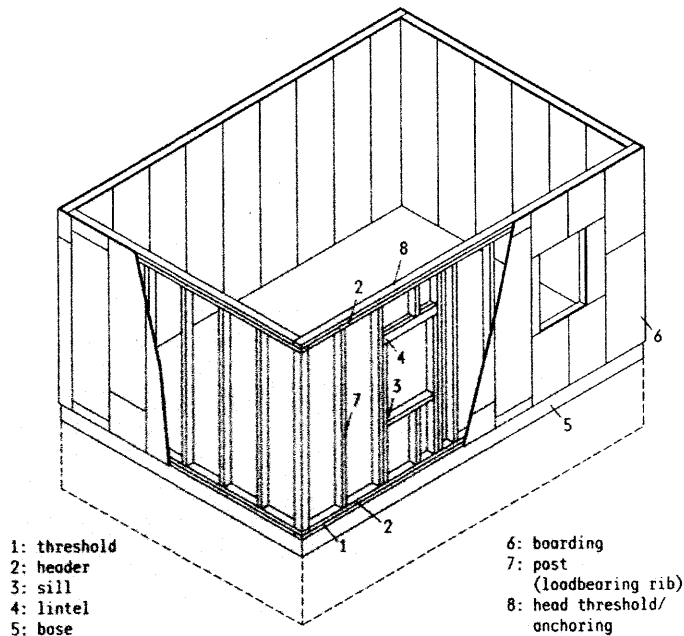 8
2
6
4
7
3
5
2
1
1: threshold
2: header
3: sill
4: lintel
5: base
6: boarding
7: post
(loadbearing rib)
8: head threshold/
anchoring